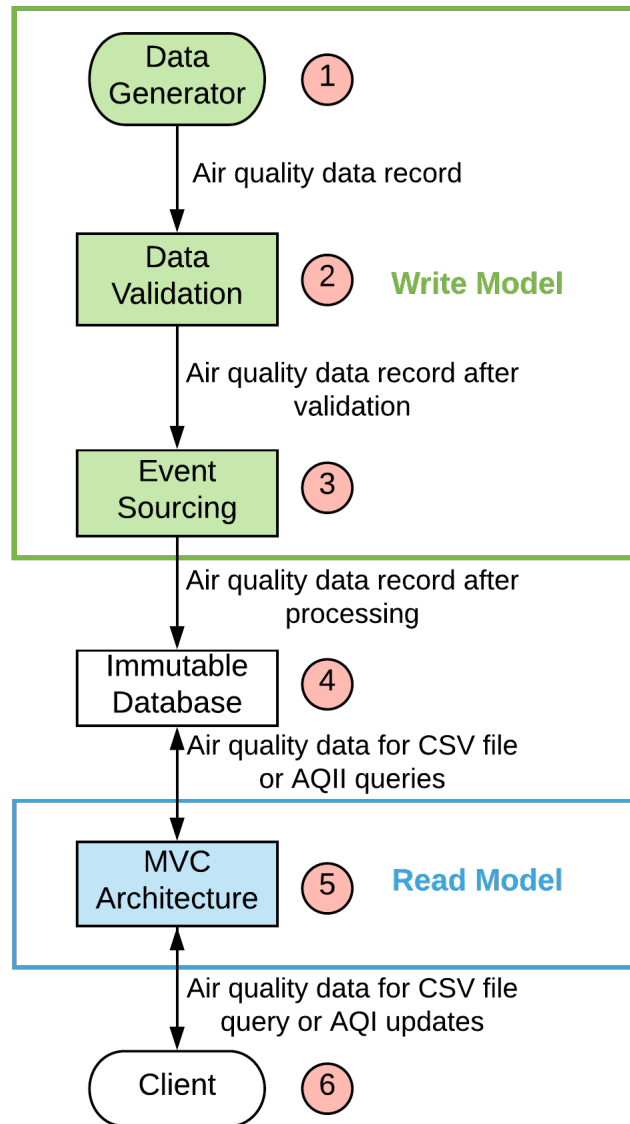 Data
Generator
1
Air quality data record
Data
Validation
2
Write Model
Air quality data record after
validation
Event
Sourcing
3
Air quality data record after
processing
Immutable
Database
4
Air quality data for CSV file
or AQII queries
MVC
Architecture
5
Read Model
Air quality data for CSV file
query or AQI updates
Client
6